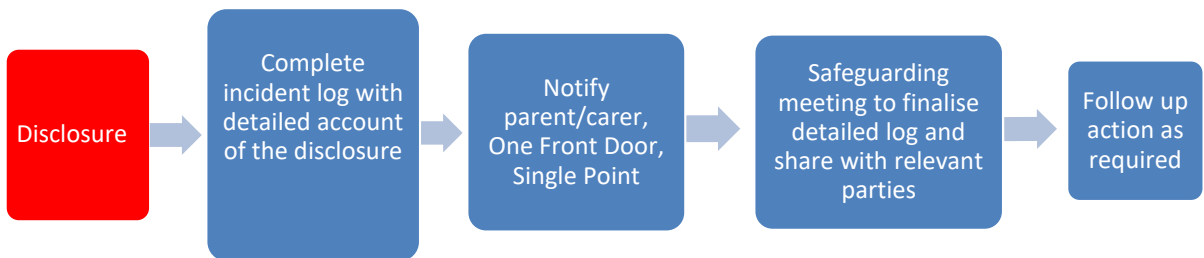 Disclosure
Complete
incident log with
detailed account
of the disclosure
Notify
parent/carer,
One Front Door,
Single Point
Safeguarding
meeting to finalise
detailed log and
share with relevant
parties
Follow up
action as
required